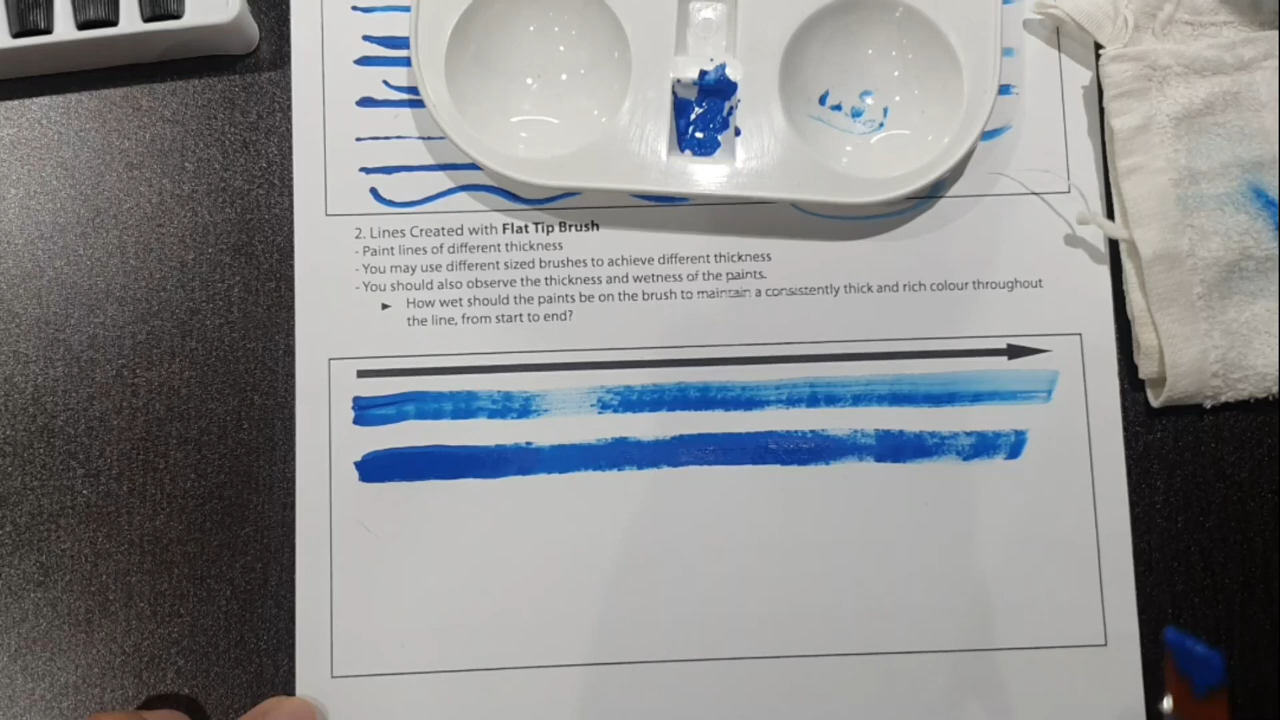 2. Lines Created with Flat Tip Brush
- Paint lines of different thickness
- You may use different sized brushes to achieve different thickness
- You should also observe the thickness and wetness of the paints.
► How wet should the paints be on the brush to maintain a consistently thick and rich colour throughout
the line, from start to end?